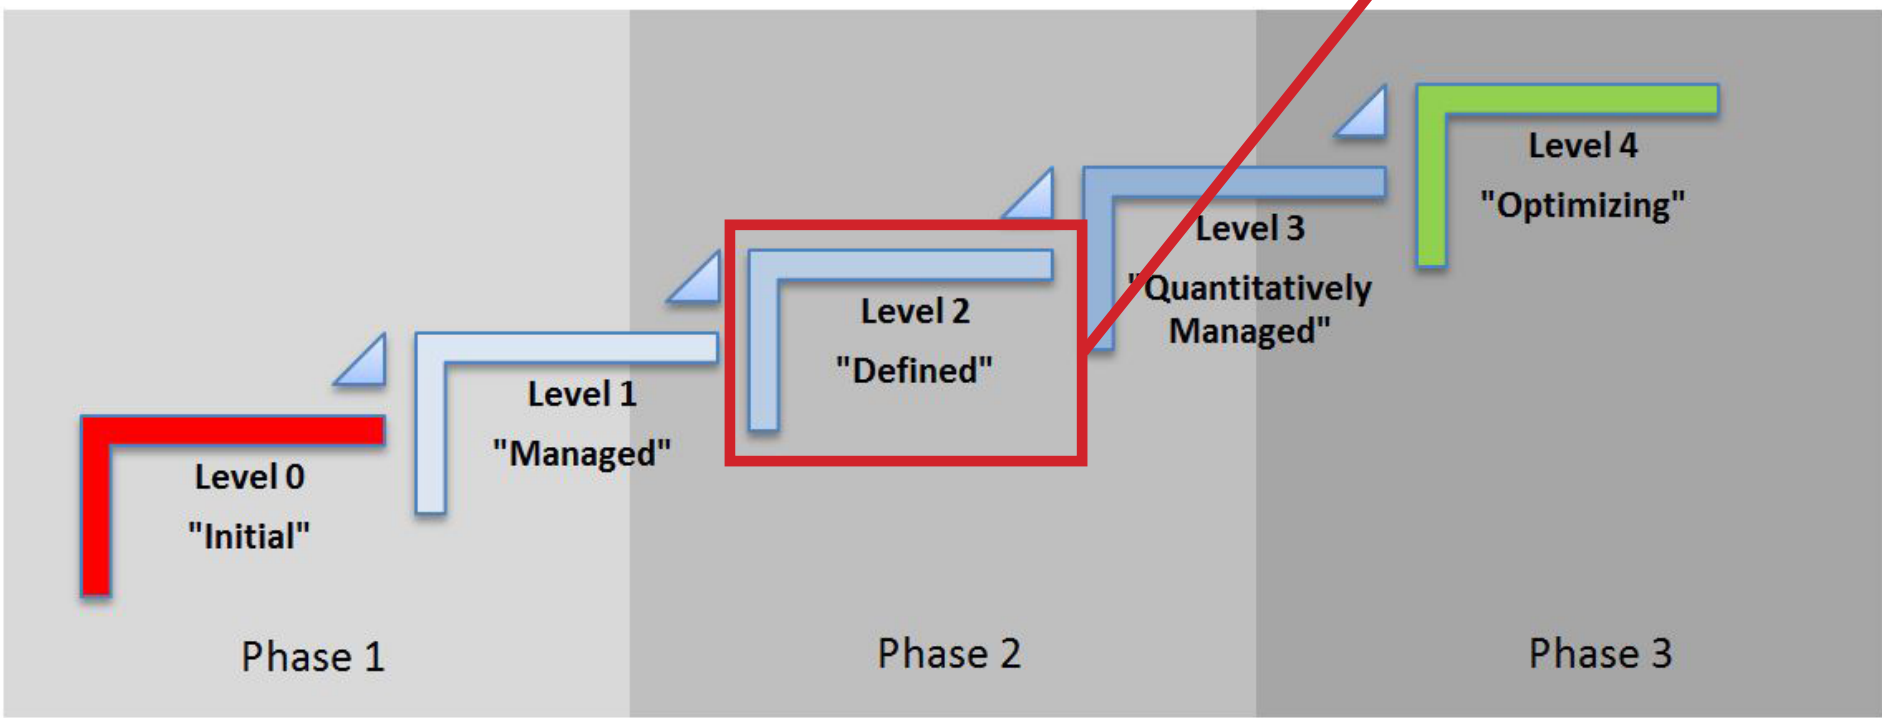 Level 0
"Initial"
Level 1
"Managed"
Level 2
"Defined"
Level 3
"Quantitatively
Managed"
Level 4
"Optimizing"
Phase 1
Phase 2
Phase 3